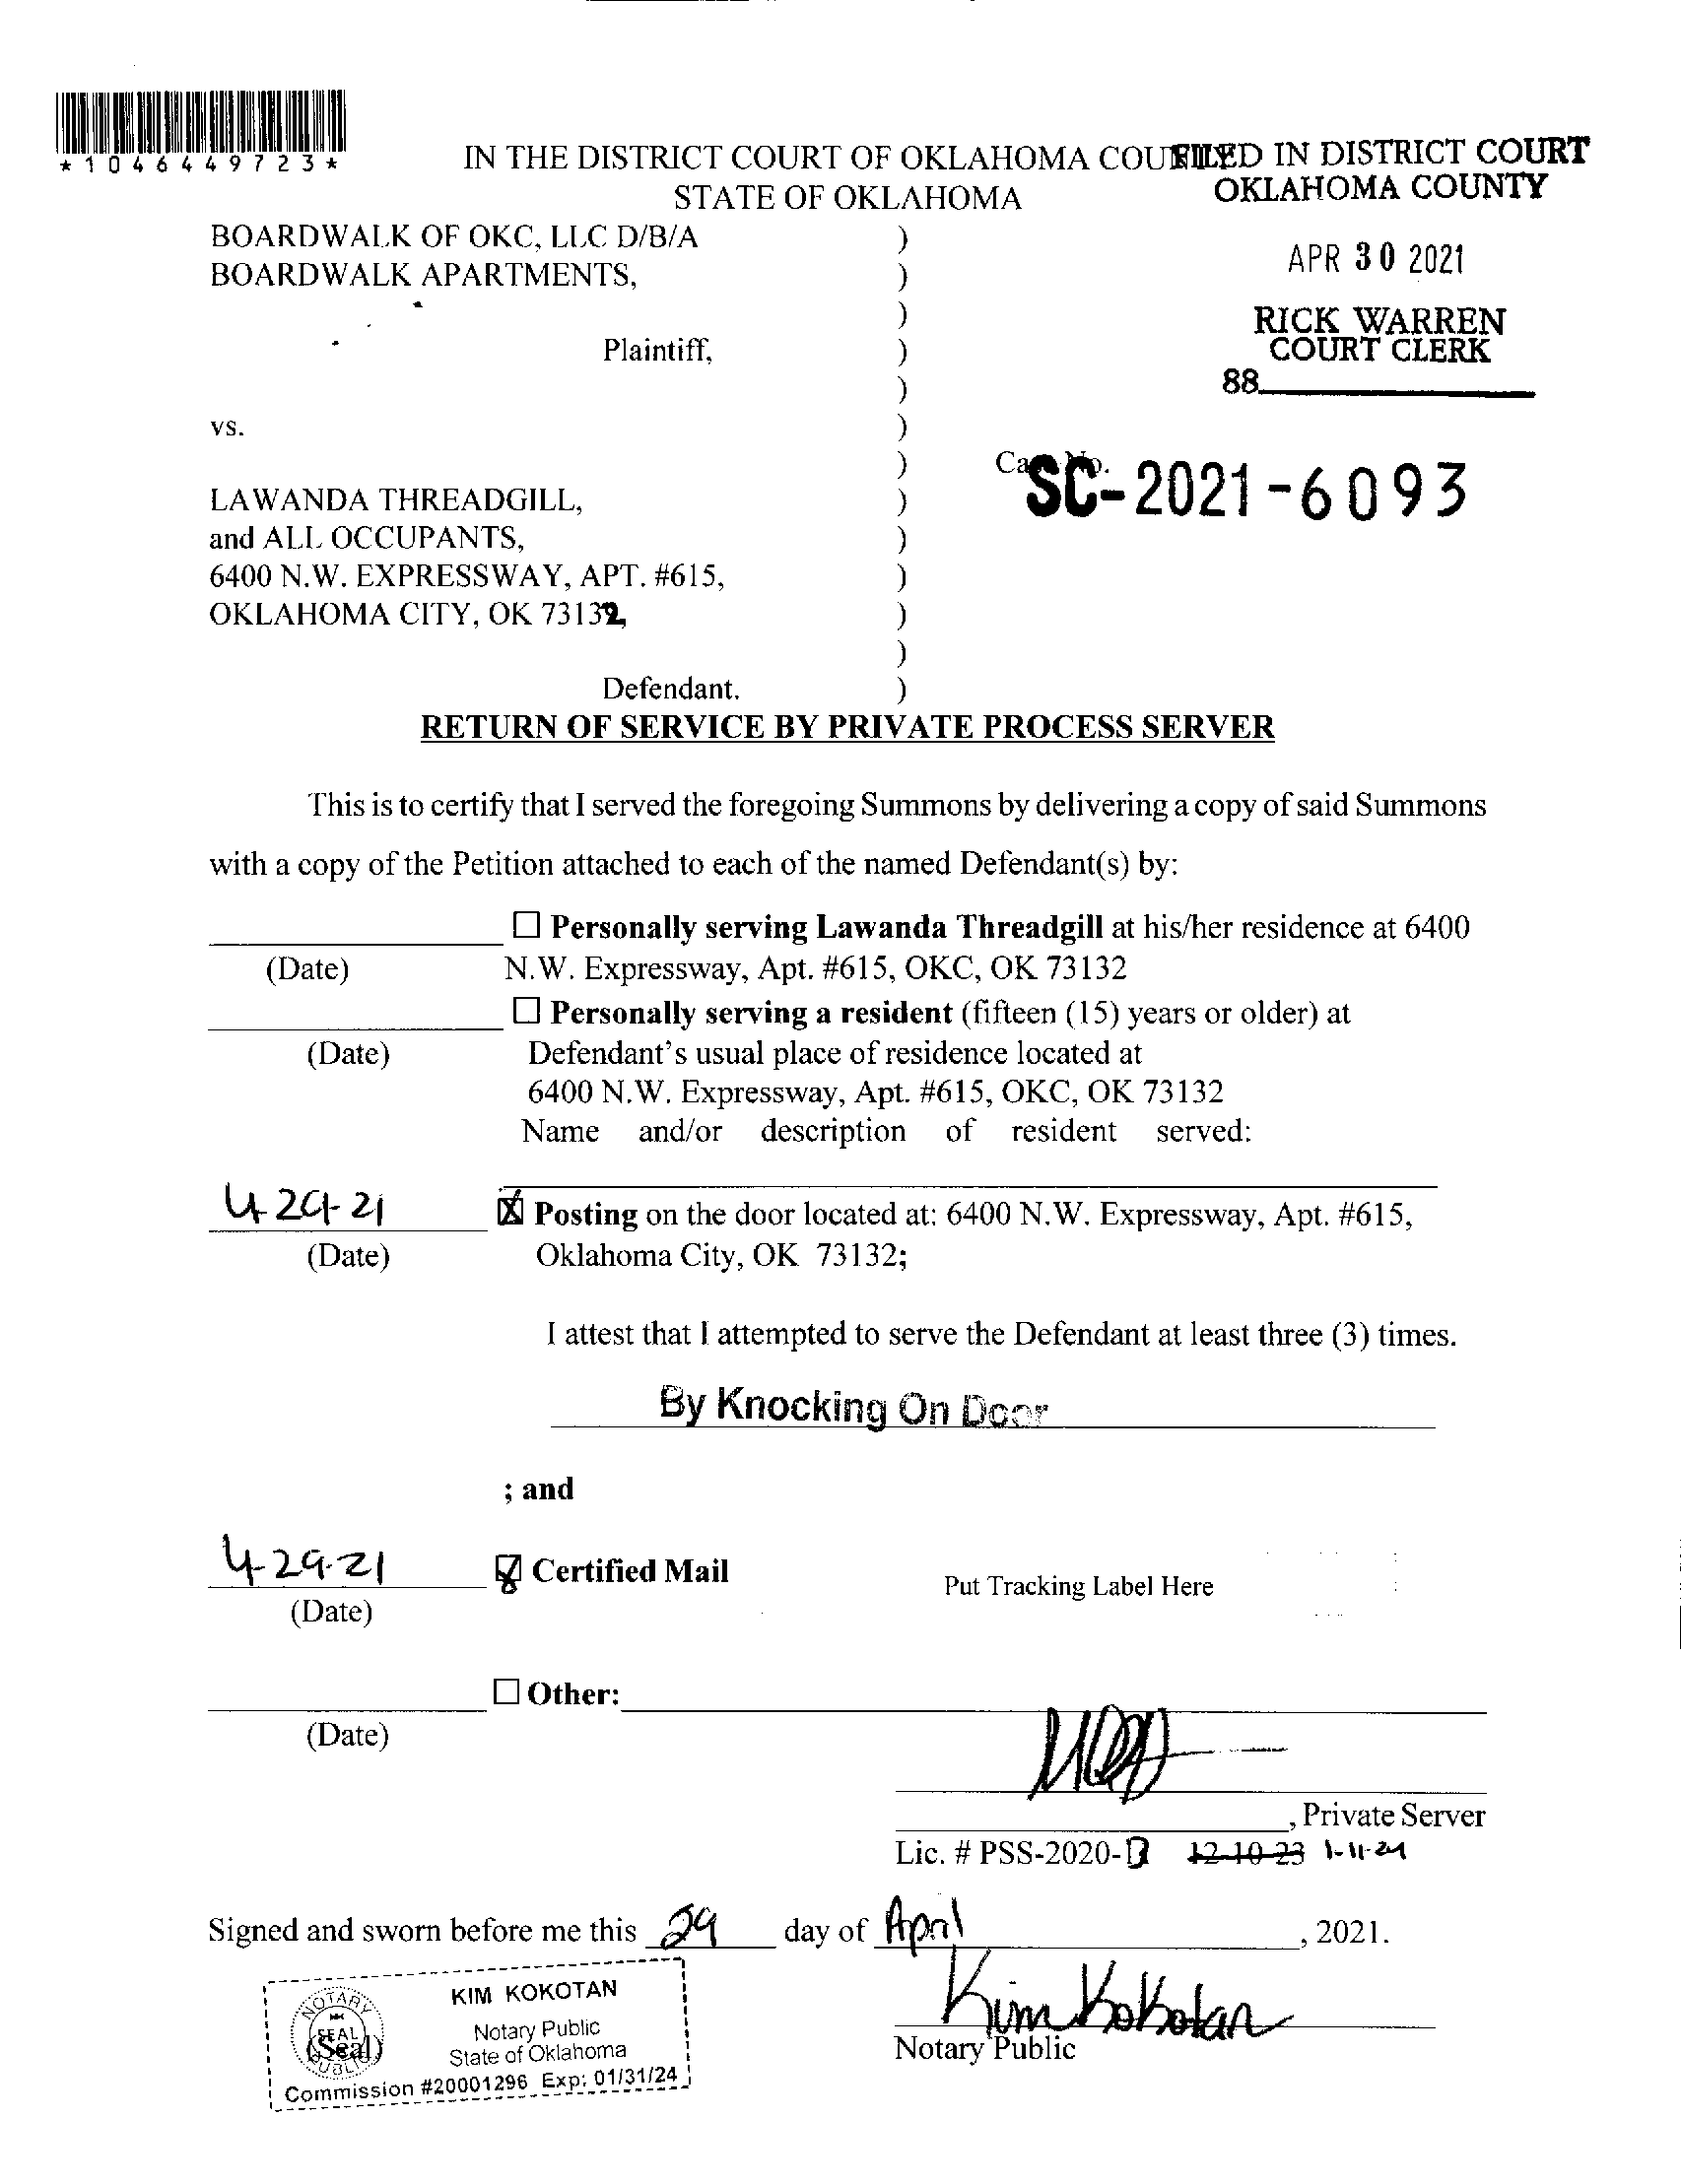 *1046449723*
IN THE DISTRICT COURT OF OKLAHOMA COUNTY
FILED IN DISTRICT COURT
STATE OF OKLAHOMA
OKLAHOMA COUNTY
BOARDWALK OF OKC, LLC D/B/A )
BOARDWALK APARTMENTS, )
APR 30 2021
)
Plaintiff, )
RICK WARREN
COURT CLERK
)
88
vs. )
)
Case No.
SC-2021-6093
LAWANDA THREADGILL, )
and ALL OCCUPANTS, )
6400 N.W. EXPRESSWAY, APT. #615, )
OKLAHOMA CITY, OK 73132, )
)
Defendant. )
RETURN OF SERVICE BY PRIVATE PROCESS SERVER
This is to certify that I served the foregoing Summons by delivering a copy of said Summons
with a copy of the Petition attached to each of the named Defendant(s) by:
☐ Personally serving Lawanda Threadgill at his/her residence at 6400
(Date) N.W. Expressway, Apt. #615, OKC, OK 73132
☐ Personally serving a resident (fifteen (15) years or older) at
(Date) Defendant's usual place of residence located at
6400 N.W. Expressway, Apt. #615, OKC, OK 73132
Name and/or description of resident served:
4-29-21 ☒ Posting on the door located at: 6400 N.W. Expressway, Apt. #615,
(Date) Oklahoma City, OK 73132;
I attest that I attempted to serve the Defendant at least three (3) times.
By Knocking On Door
; and
4-29-21 ☒ Certified Mail Put Tracking Label Here
(Date)
☐ Other:
(Date)
, Private Server
Lic. # PSS-2020- 12-10-23 1-11-24
Signed and sworn before me this 29 day of April, 2021.
KIM KOKOTAN
Notary Public
State of Oklahoma
Commission #20001296 Exp: 01/31/24
NOTARY
SEAL
PUBLIC
(Seal)
Kim Kokotan
Notary Public